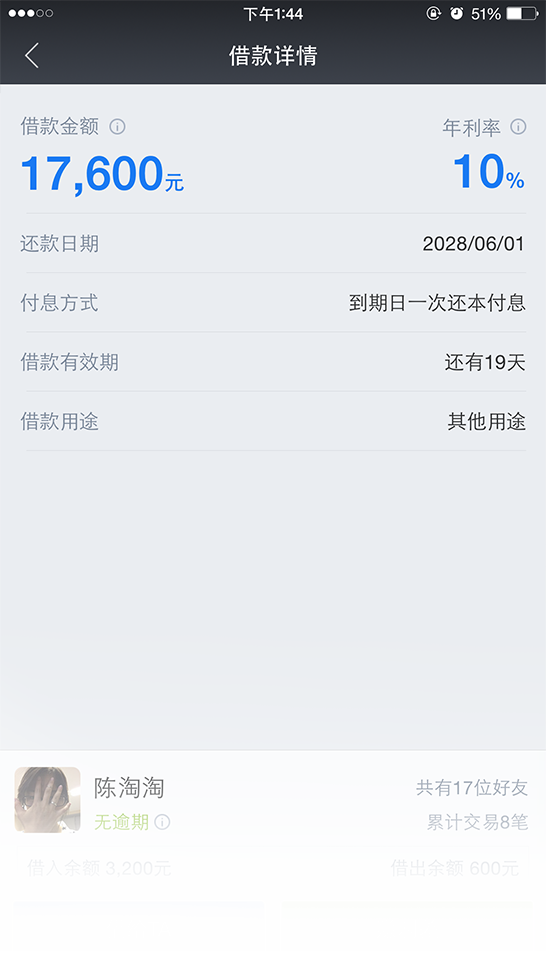 下午1:44 51%
借款详情
借款金额 年利率
17,600元 10%
还款日期 2028/06/01
付息方式 到期日一次还本付息
借款有效期 还有19天
借款用途 其他用途
陈淘淘 共有17位好友
无逾期 累计交易8笔
借入余额 3,200元 借出余额 600元